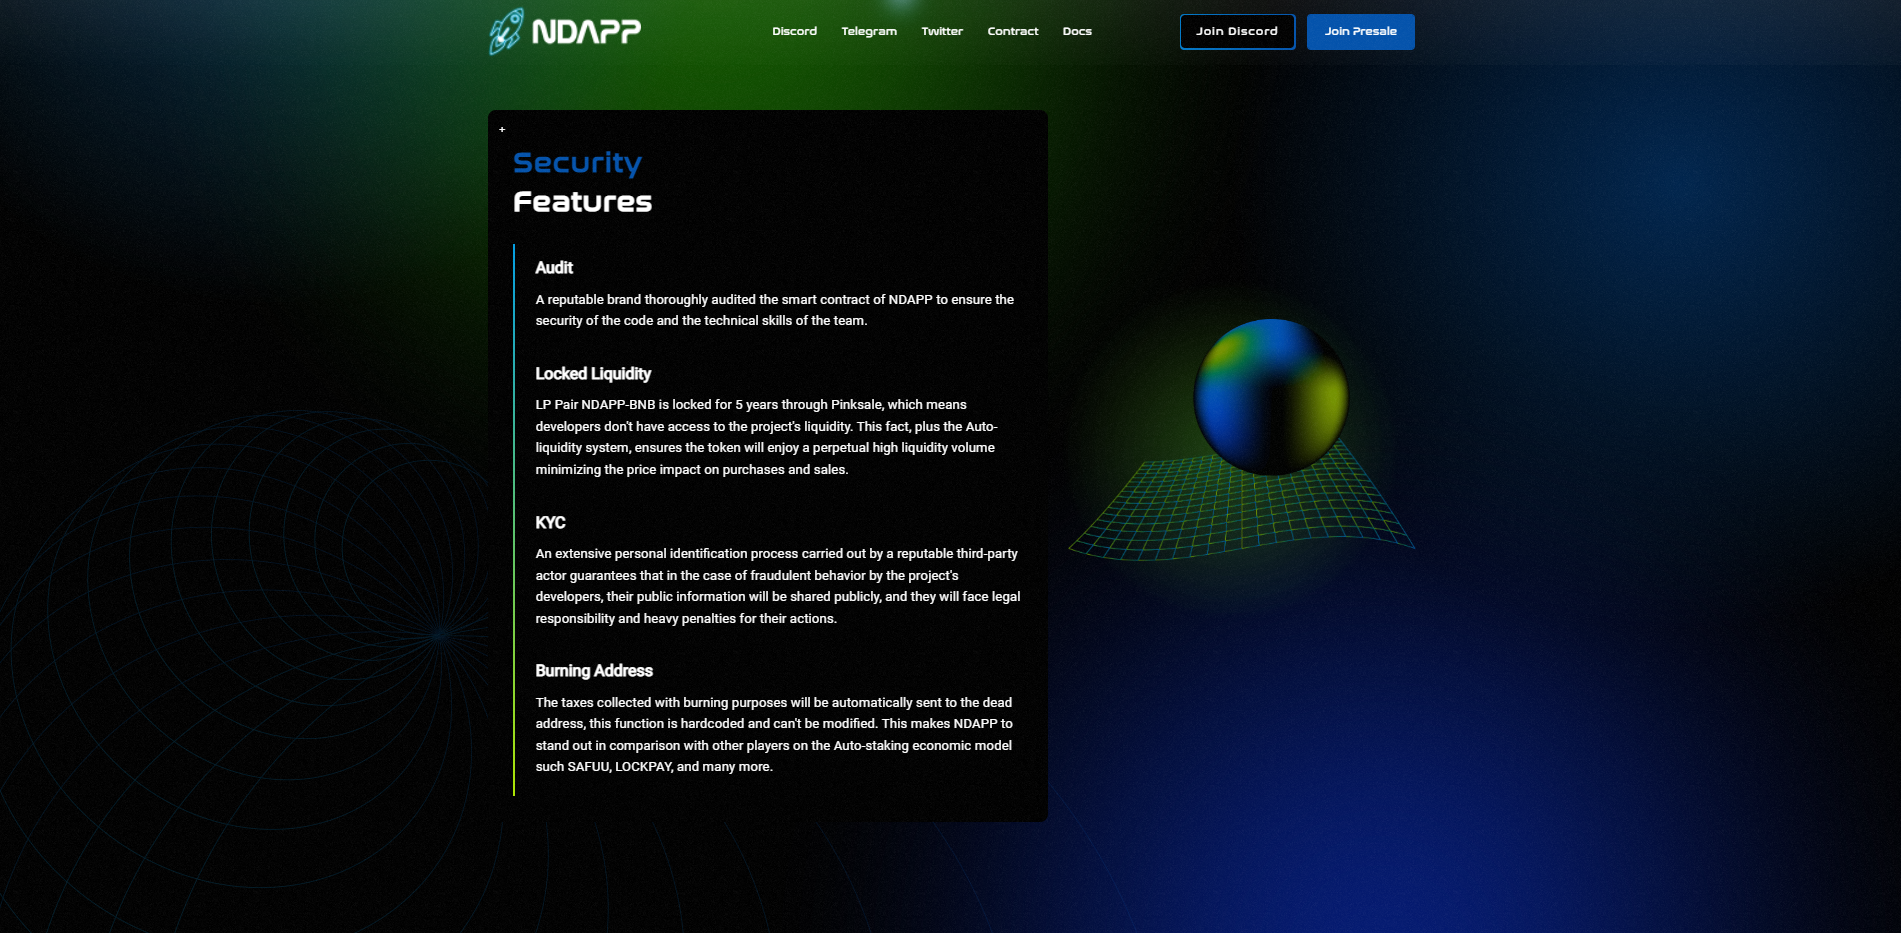 NDAPP
Discord Telegram Twitter Contract Docs Join Discord Join Presale
+
Security
Features
Audit
A reputable brand thoroughly audited the smart contract of NDAPP to ensure the
security of the code and the technical skills of the team.
Locked Liquidity
LP Pair NDAPP-BNB is locked for 5 years through Pinksale, which means
developers don't have access to the project's liquidity. This fact, plus the Auto-
liquidity system, ensures the token will enjoy a perpetual high liquidity volume
minimizing the price impact on purchases and sales.
KYC
An extensive personal identification process carried out by a reputable third-party
actor guarantees that in the case of fraudulent behavior by the project's
developers, their public information will be shared publicly, and they will face legal
responsibility and heavy penalties for their actions.
Burning Address
The taxes collected with burning purposes will be automatically sent to the dead
address, this function is hardcoded and can't be modified. This makes NDAPP to
stand out in comparison with other players on the Auto-staking economic model
such SAFUU, LOCKPAY, and many more.